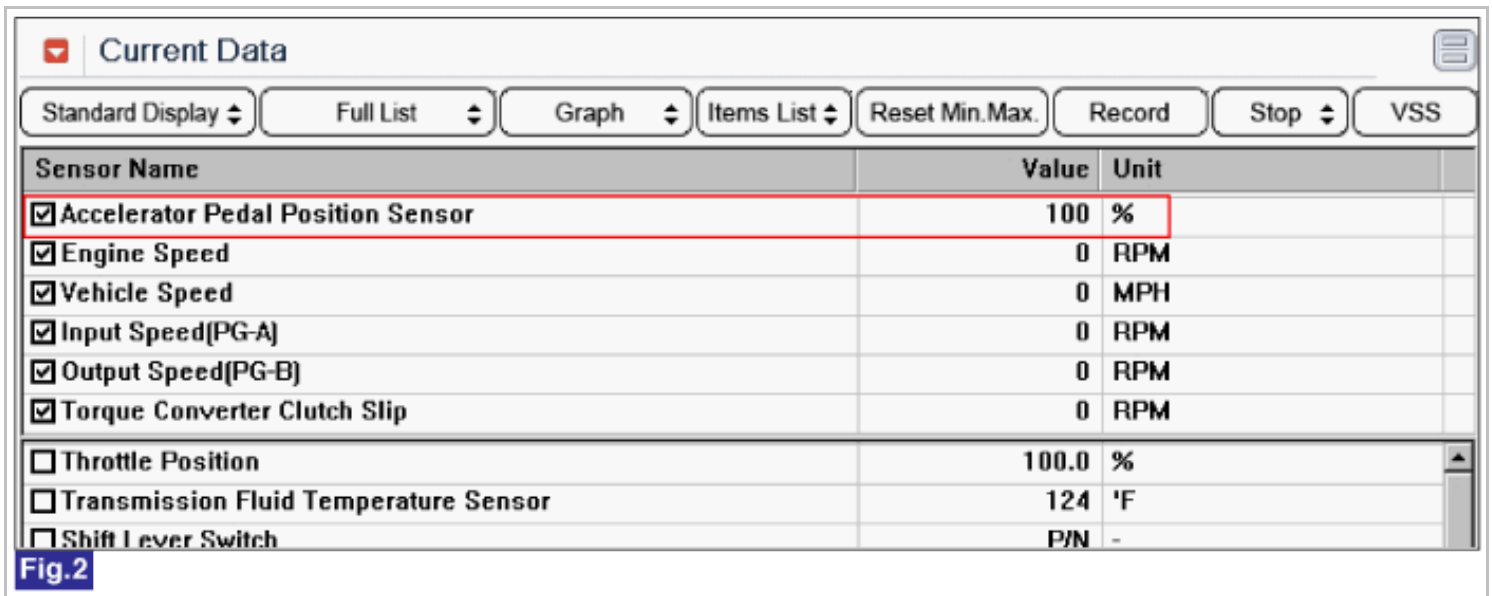 Current Data
Standard Display Full List Graph Items List Reset Min.Max. Record Stop VSS
Sensor Name Value Unit
Accelerator Pedal Position Sensor 100 %
Engine Speed 0 RPM
Vehicle Speed 0 MPH
Input Speed(PG-A) 0 RPM
Output Speed(PG-B) 0 RPM
Torque Converter Clutch Slip 0 RPM
Throttle Position 100.0 %
Transmission Fluid Temperature Sensor 124 'F
Shift Lever Switch P/N -
Fig.2